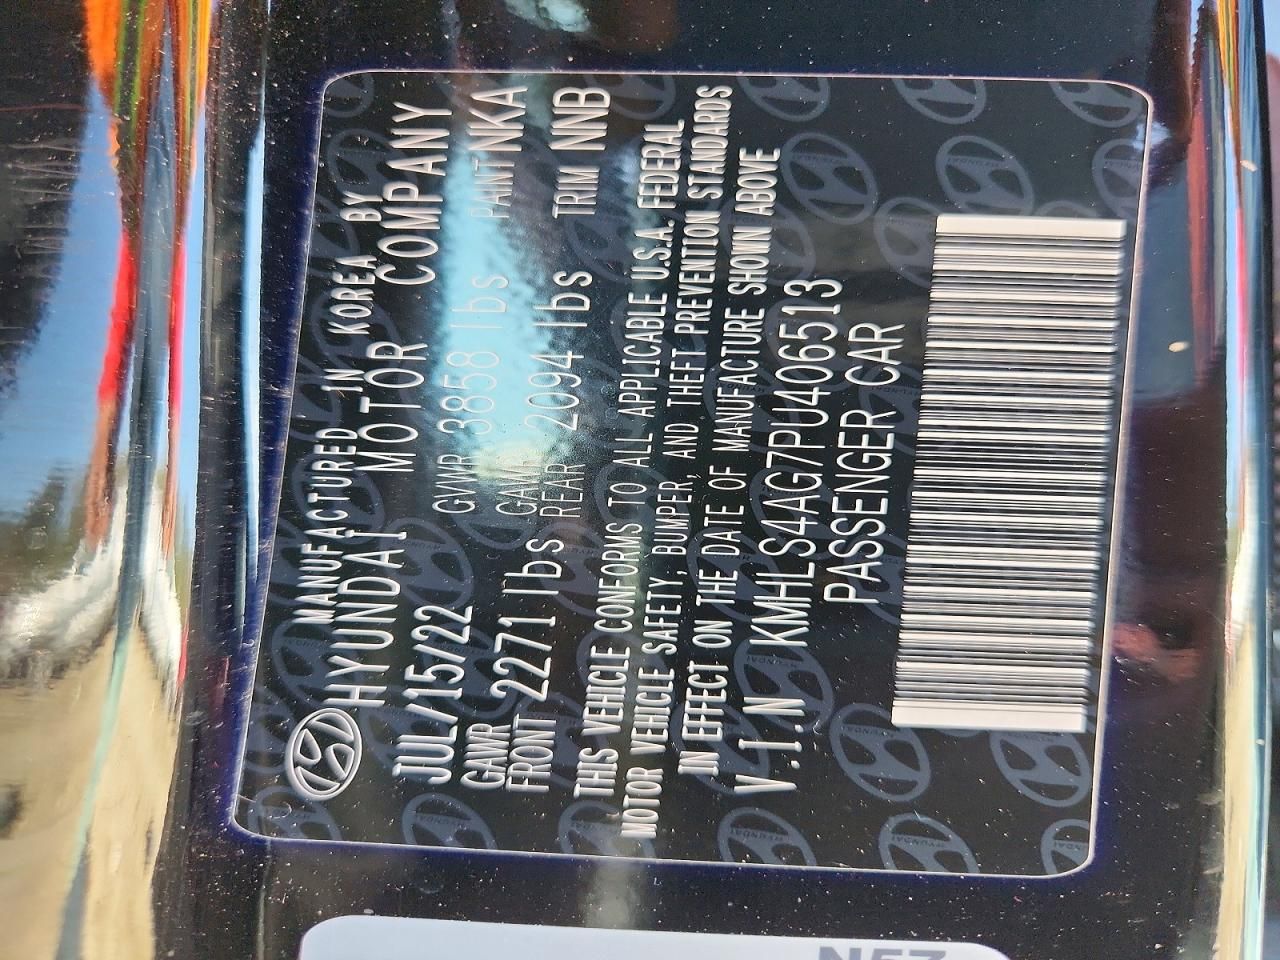 MANUFACTURED IN KOREA BY
HYUNDAI MOTOR COMPANY
JUL/15/22 GVWR 3858 lbs PAINT NKA
GAWR FRONT 2271 lbs GAWR REAR 2094 lbs TRIM NNB
THIS VEHICLE CONFORMS TO ALL APPLICABLE U.S.A. FEDERAL
MOTOR VEHICLE SAFETY, BUMPER, AND THEFT PREVENTION STANDARDS
IN EFFECT ON THE DATE OF MANUFACTURE SHOWN ABOVE
V.I.N KMHLS4AG7PU406513
PASSENGER CAR